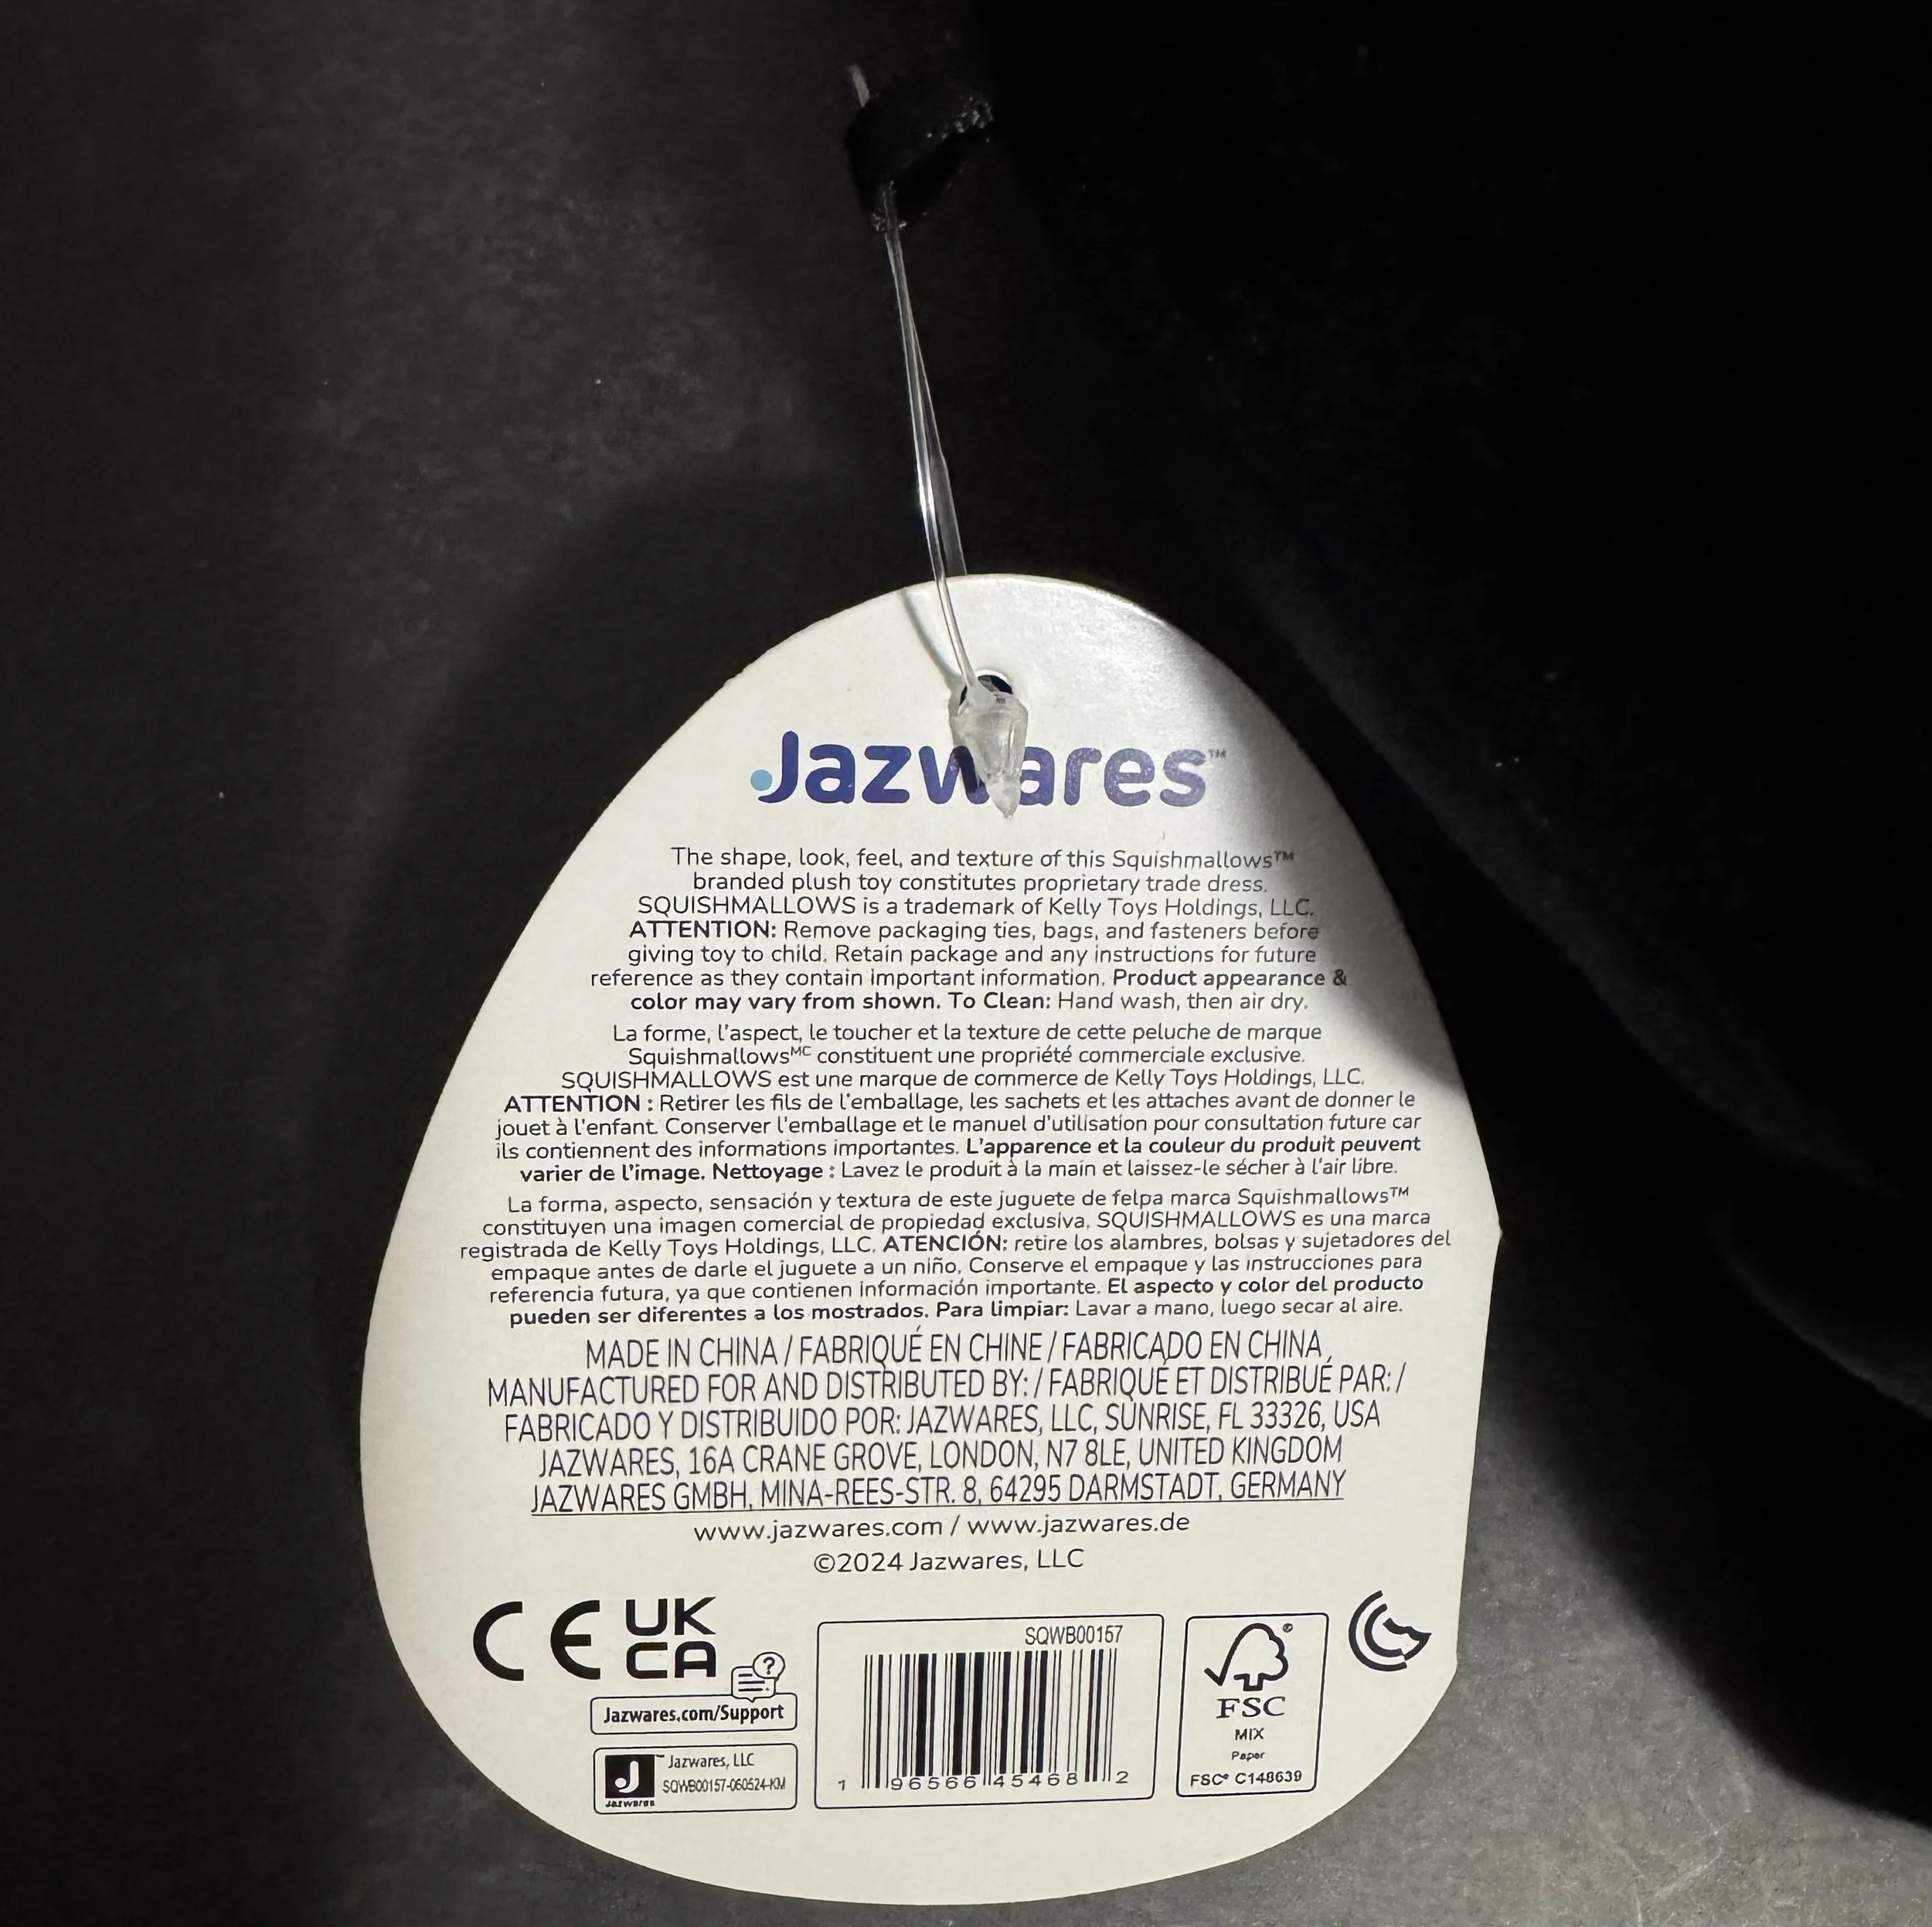 Jazwares™
The shape, look, feel, and texture of this Squishmallows™
branded plush toy constitutes proprietary trade dress.
SQUISHMALLOWS is a trademark of Kelly Toys Holdings, LLC.
ATTENTION: Remove packaging ties, bags, and fasteners before
giving toy to child. Retain package and any instructions for future
reference as they contain important information. Product appearance &
color may vary from shown. To Clean: Hand wash, then air dry.
La forme, l'aspect, le toucher et la texture de cette peluche de marque
Squishmallows MC constituent une propriété commerciale exclusive.
SQUISHMALLOWS est une marque de commerce de Kelly Toys Holdings, LLC.
ATTENTION : Retirer les fils de l'emballage, les sachets et les attaches avant de donner le
jouet à l'enfant. Conserver l'emballage et le manuel d'utilisation pour consultation future car
ils contiennent des informations importantes. L'apparence et la couleur du produit peuvent
varier de l'image. Nettoyage : Lavez le produit à la main et laissez-le sécher à l'air libre.
La forma, aspecto, sensación y textura de este juguete de felpa marca Squishmallows™
constituyen una imagen comercial de propiedad exclusiva. SQUISHMALLOWS es una marca
registrada de Kelly Toys Holdings, LLC. ATENCIÓN: retire los alambres, bolsas y sujetadores del
empaque antes de darle el juguete a un niño. Conserve el empaque y las instrucciones para
referencia futura, ya que contienen información importante. El aspecto y color del producto
pueden ser diferentes a los mostrados. Para limpiar: Lavar a mano, luego secar al aire.
MADE IN CHINA / FABRIQUÉ EN CHINE / FABRICADO EN CHINA
MANUFACTURED FOR AND DISTRIBUTED BY: / FABRIQUÉ ET DISTRIBUÉ PAR: /
FABRICADO Y DISTRIBUIDO POR: JAZWARES, LLC, SUNRISE, FL 33326, USA
JAZWARES, 16A CRANE GROVE, LONDON, N7 8LE, UNITED KINGDOM
JAZWARES GMBH, MINA-REES-STR. 8, 64295 DARMSTADT, GERMANY
www.jazwares.com / www.jazwares.de
©2024 Jazwares, LLC
CE UK
CA
?
Jazwares.com/Support
J™ Jazwares, LLC
SQWB00157-060524-KM
Jazwares
SQWB00157
1 96566 45468 2
®
FSC
MIX
Paper
FSC® C148639